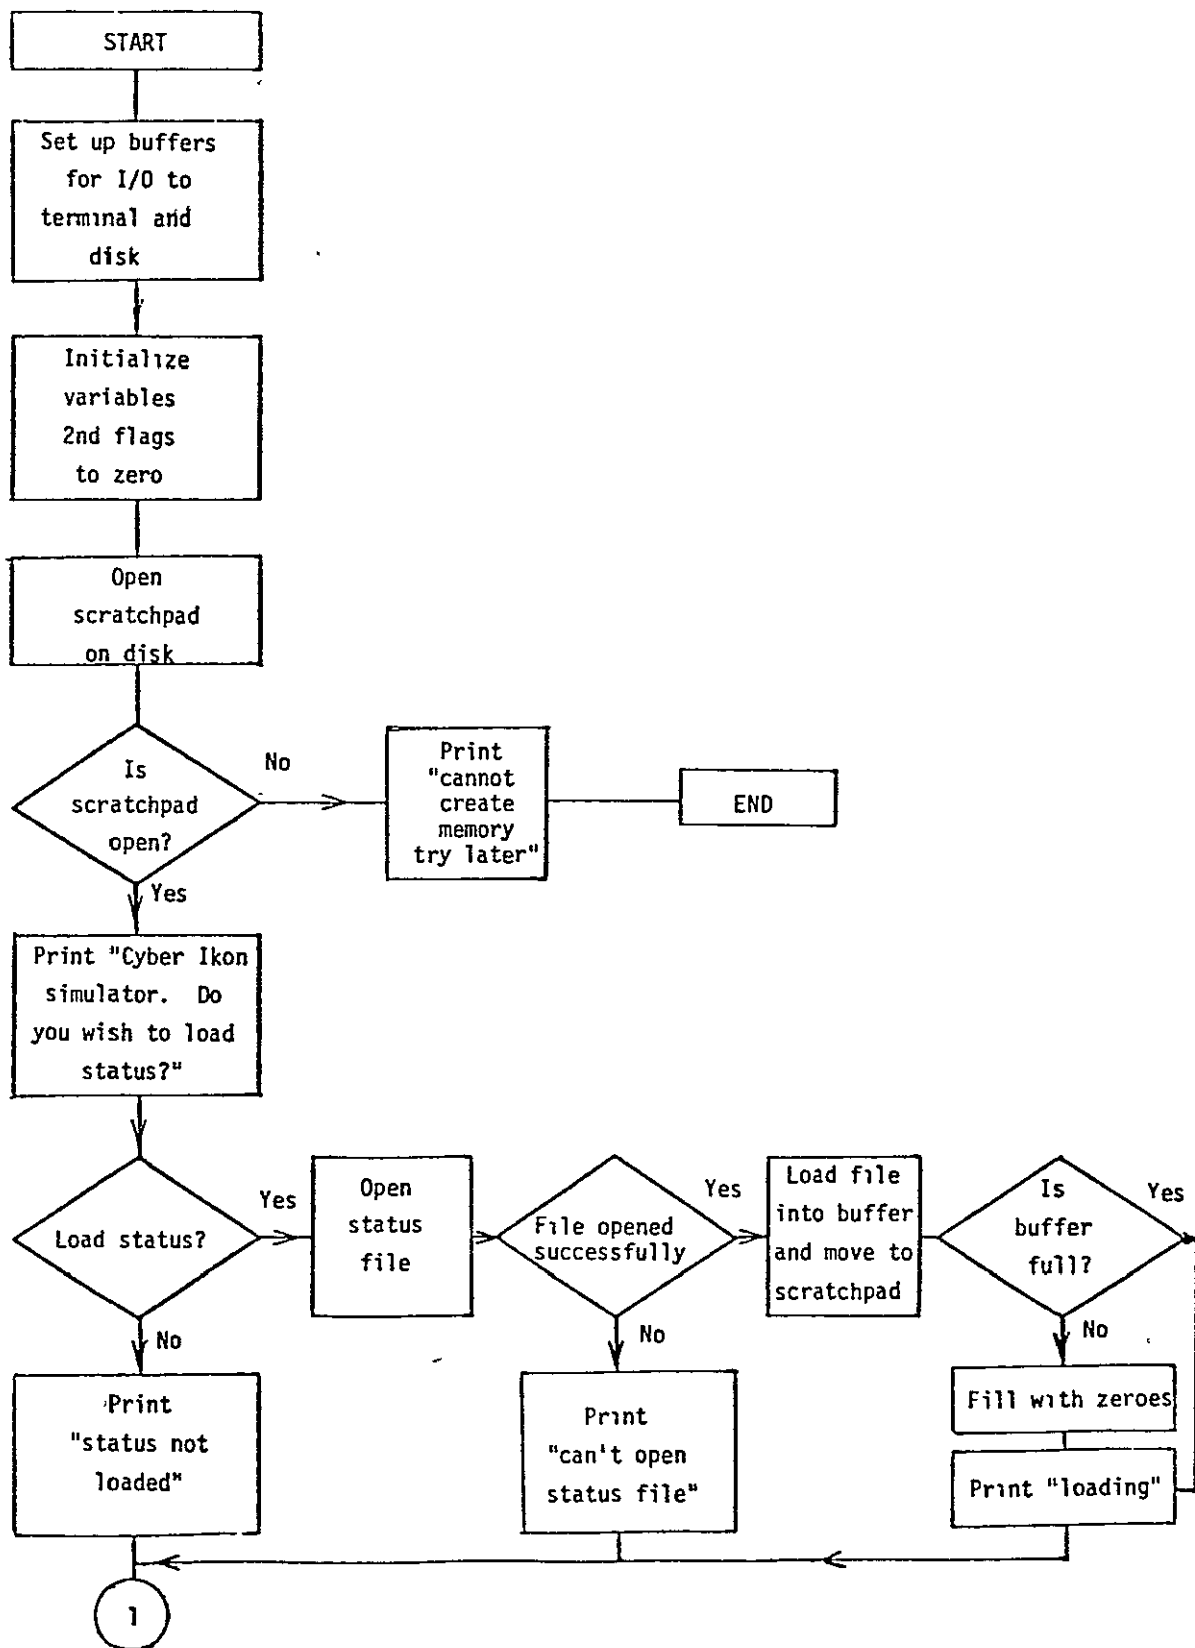 START
Set up buffers
for I/O to
terminal and
disk
Initialize
variables
2nd flags
to zero
Open
scratchpad
on disk
Is
scratchpad
open?
No
Print
"cannot
create
memory
try later"
END
Yes
Print "Cyber Ikon
simulator. Do
you wish to load
status?"
Load status?
Yes
Open
status
file
File opened
successfully
Yes
Load file
into buffer
and move to
scratchpad
Is
buffer
full?
Yes
No
Print
"status not
loaded"
No
Print
"can't open
status file"
No
Fill with zeroes
Print "loading"
1